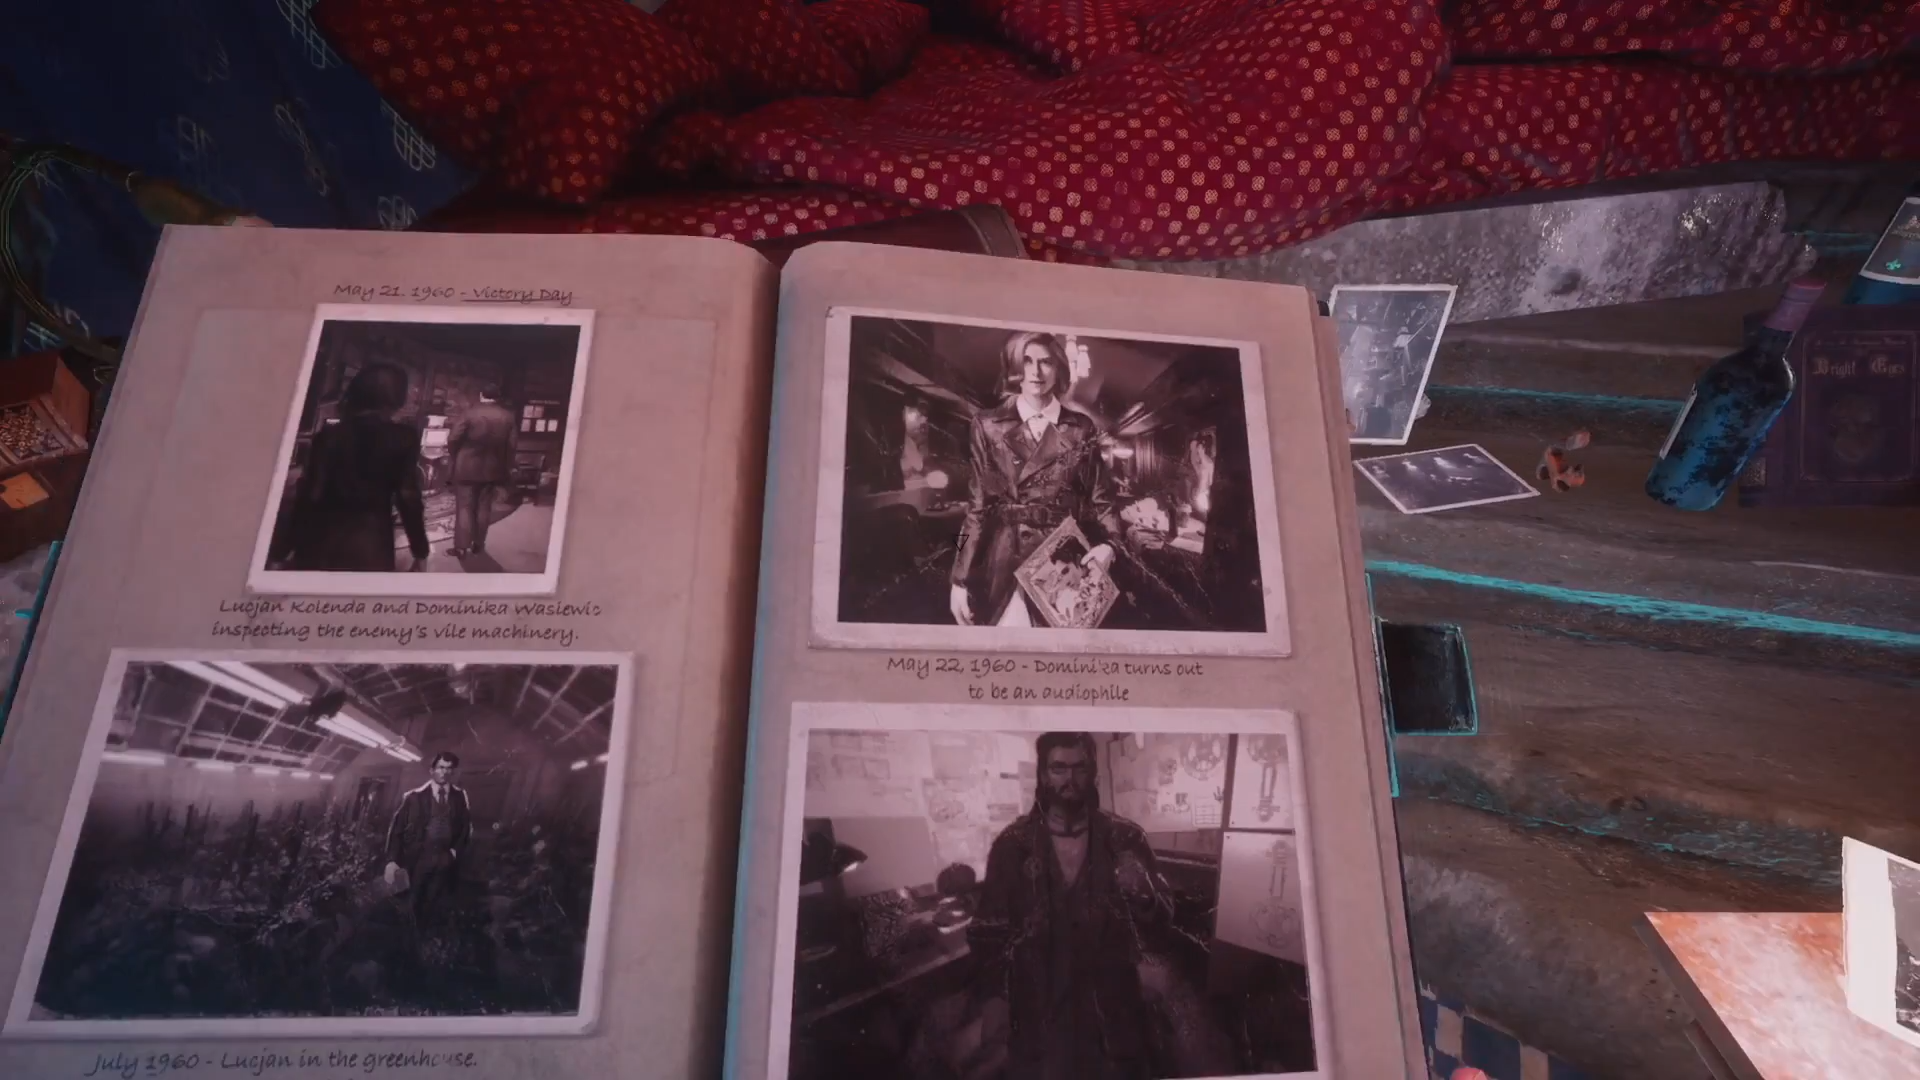 May 21. 1960 - Victory Day
Lucjan Kolenda and Dominika Wasiewic
inspecting the enemy's vile machinery.
July 1960 - Lucjan in the greenhouse.
May 22, 1960 - Dominika turns out
to be an audiophile
Bright Eyes